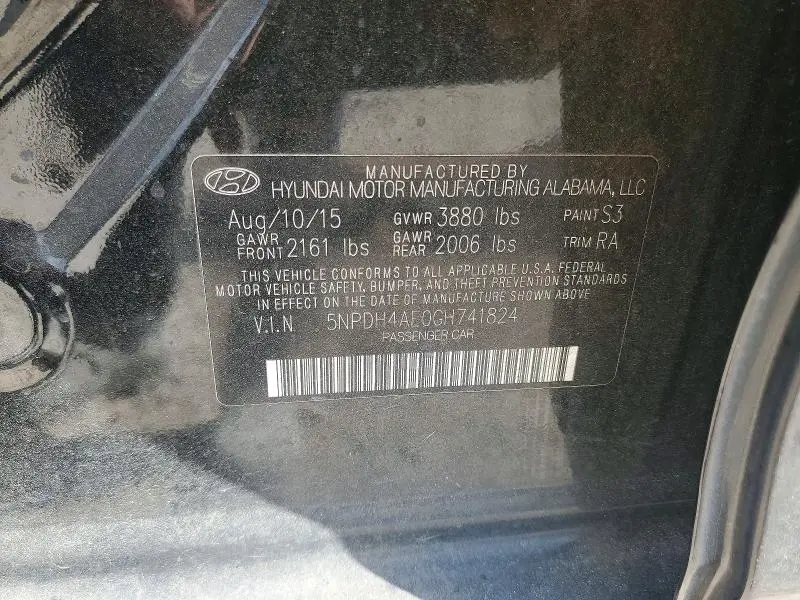 MANUFACTURED BY
HYUNDAI MOTOR MANUFACTURING ALABAMA, LLC
Aug/10/15 GVWR 3880 lbs PAINT S3
GAWR FRONT 2161 lbs GAWR REAR 2006 lbs TRIM RA
THIS VEHICLE CONFORMS TO ALL APPLICABLE U.S.A. FEDERAL
MOTOR VEHICLE SAFETY, BUMPER, AND THEFT PREVENTION STANDARDS
IN EFFECT ON THE DATE OF MANUFACTURE SHOWN ABOVE
V.I.N 5NPDH4AE0GH741824
PASSENGER CAR